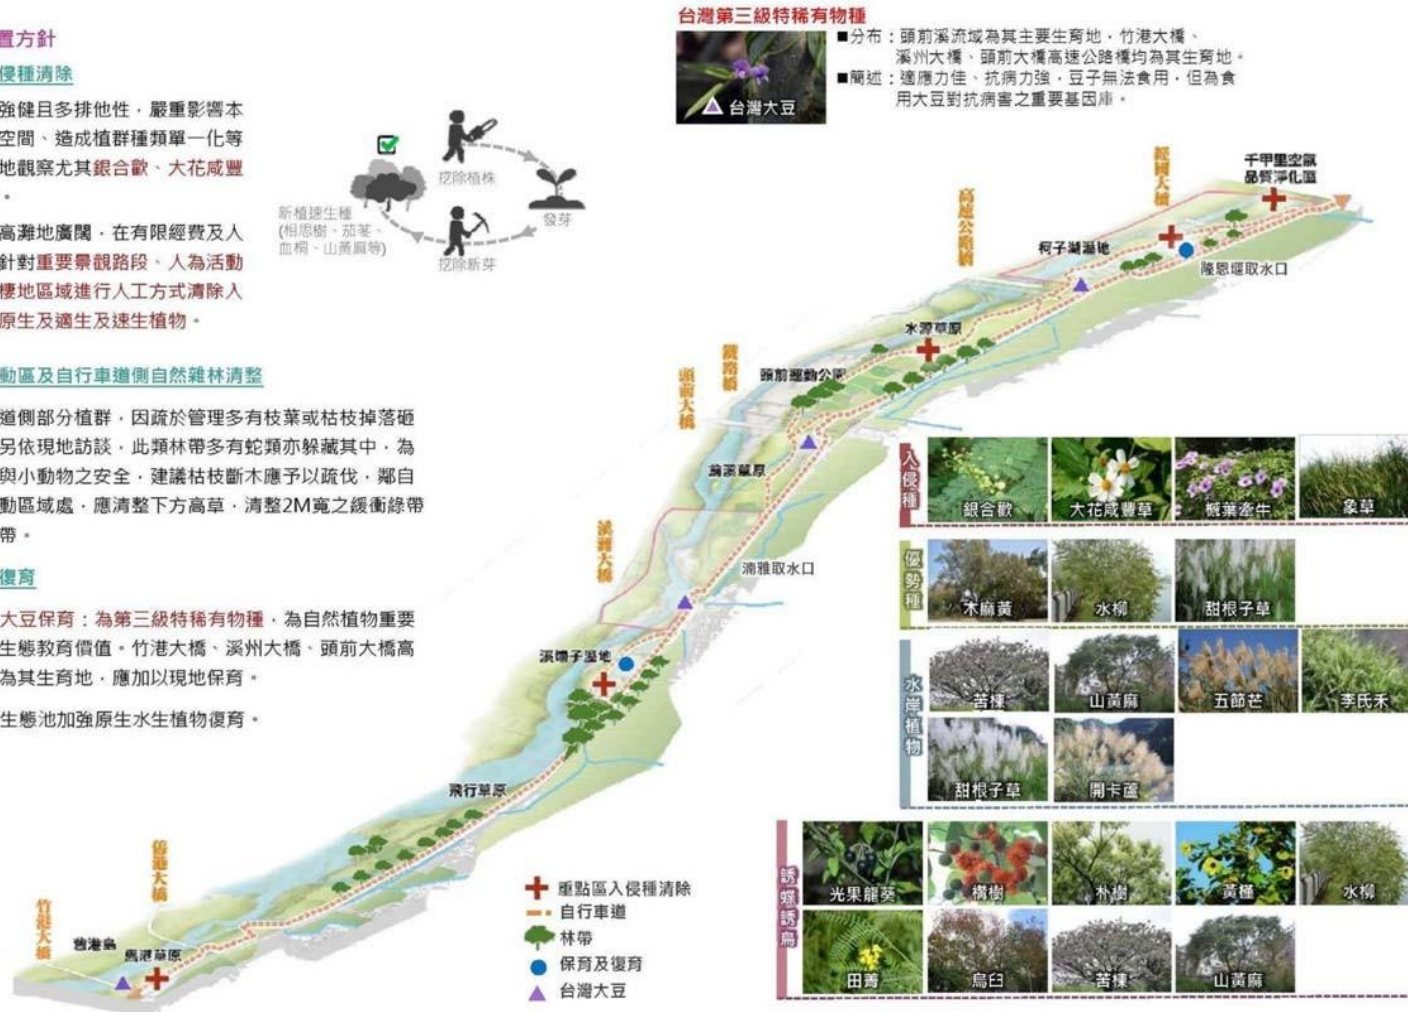 置方針
侵種清除
強健且多排他性，嚴重影響本
空間、造成植群種類單一化等
地觀察尤其銀合歡、大花咸豐
。
高灘地廣闊，在有限經費及人
針對重要景觀路段、人為活動
棲地區域進行人工方式清除入
原生及適生及速生植物。
動區及自行車道側自然雜林清整
道側部分植群，因疏於管理多有枝葉或枯枝掉落砸
另依現地訪談，此類林帶多有蛇類亦躲藏其中，為
與小動物之安全，建議枯枝斷木應予以疏伐，鄰自
動區域處，應清整下方高草，清整2M寬之緩衝綠帶
帶。
復育
大豆保育：為第三級特稀有物種，為自然植物重要
生態教育價值。竹港大橋、溪州大橋、頭前大橋高
為其生育地，應加以現地保育。
生態池加強原生水生植物復育。
挖除植株
發芽
挖除新芽
新植速生種
(相思樹、茄苳、
血桐、山黃麻等)
台灣第三級特稀有物種
台灣大豆
■分布：頭前溪流域為其主要生育地，竹港大橋、
溪州大橋、頭前大橋高速公路橋均為其生育地。
■簡述：適應力佳、抗病力強，豆子無法食用，但為食
用大豆對抗病害之重要基因庫。
經國大橋
千甲里空氣
品質淨化區
高速公路橋
柯子湖溼地
隆恩堰取水口
水源草原
鐵路橋
頭前大橋
頭前運動公園
溪洲大橋
湳雅取水口
溪埔子溼地
飛行草原
舊港大橋
竹港大橋
舊港島
舊港草原
重點區入侵種清除
自行車道
林帶
保育及復育
台灣大豆
入侵種
銀合歡
大花咸豐草
槭葉牽牛
象草
優勢種
木麻黃
水柳
甜根子草
水岸植物
苦楝
山黃麻
五節芒
李氏禾
甜根子草
開卡蘆
誘蝶誘鳥
光果龍葵
構樹
朴樹
黃槿
水柳
田菁
烏臼
苦楝
山黃麻